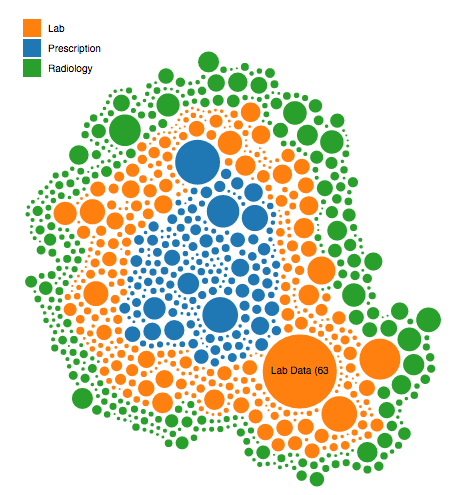 Lab
Prescription
Radiology
Lab Data (63